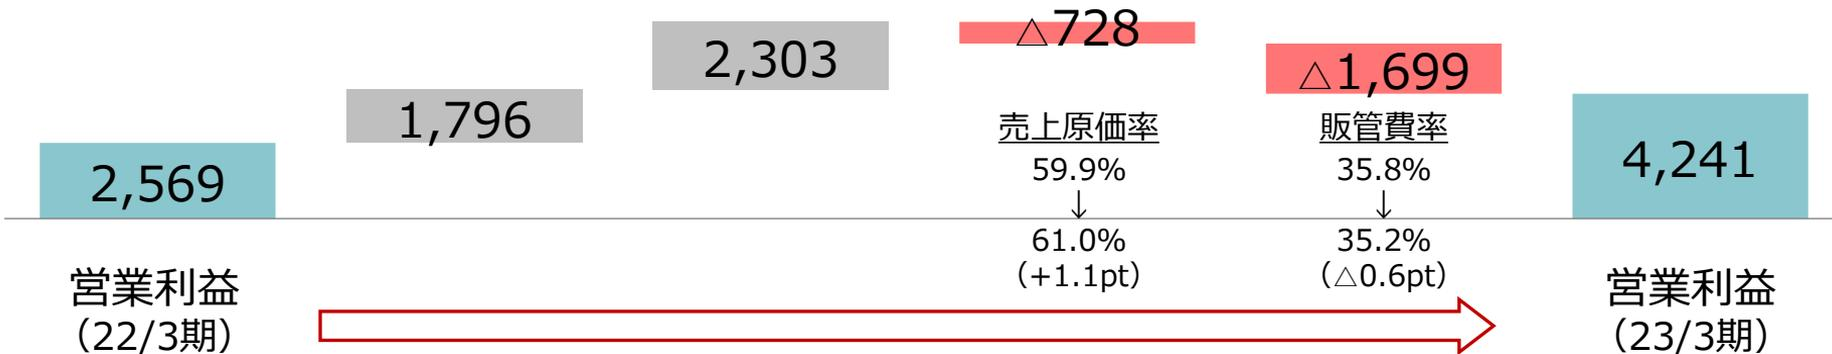 2,569
1,796
2,303
△728
△1,699
4,241
売上原価率
59.9%
↓
61.0%
（+1.1pt）
販管費率
35.8%
↓
35.2%
（△0.6pt）
営業利益
（22/3期）
営業利益
（23/3期）